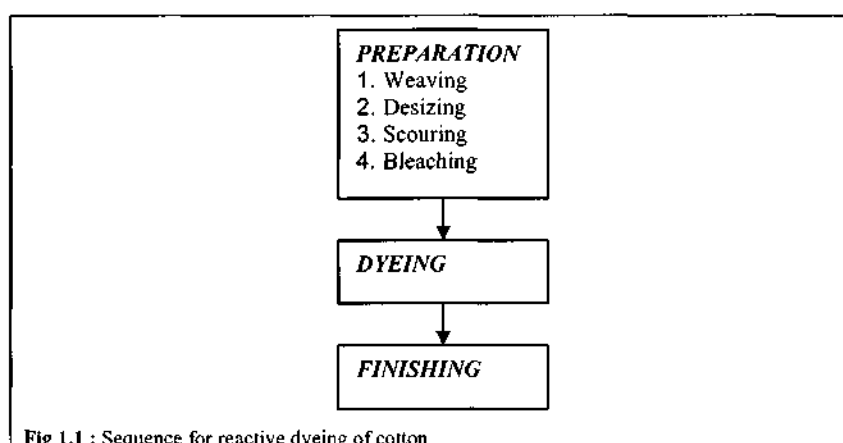 PREPARATION
1. Weaving
2. Desizing
3. Scouring
4. Bleaching
DYEING
FINISHING
Fig 1.1 : Sequence for reactive dyeing of cotton